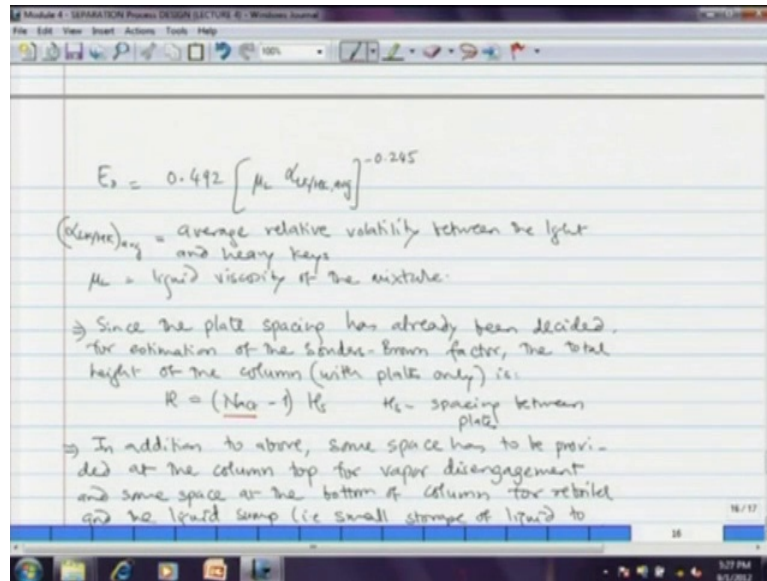 Module 4 - SEPARATION Process DESIGN (LECTURE 4) - Windows Journal
File Edit View Insert Actions Tools Help
100%
E₀ = 0.492 [μL αLK/HK,avg]^-0.245
(αLK/HK)avg = average relative volatility between the light
and heavy keys
μL = liquid viscosity of the mixture.
⇒ Since the plate spacing has already been decided,
for estimation of the Souders-Brown factor, the total
height of the column (with plates only) is:
= (Nact - 1) Hs Hs - spacing between
plates
⇒ In addition to above, some space has to be provi-
ded at the column top for vapor disengagement
and some space at the bottom of column for reboiler
and the liquid sump (ie small storage of liquid to
16 / 17
16
5:27 PM